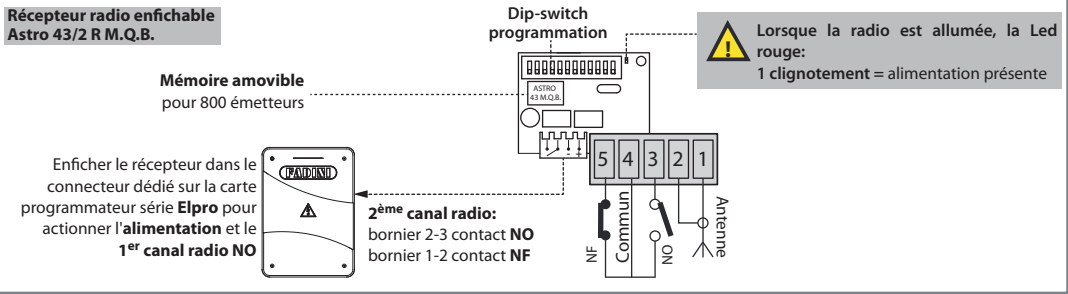 Récepteur radio enfichable
Astro 43/2 R M.Q.B.
Dip-switch
programmation
Lorsque la radio est allumée, la Led
rouge:
1 clignotement = alimentation présente
Mémoire amovible
pour 800 émetteurs
ASTRO
43 M.Q.B.
Enficher le récepteur dans le
connecteur dédié sur la carte
programmateur série Elpro pour
actionner l'alimentation et le
1er canal radio NO
FADINI
2ème canal radio:
bornier 2-3 contact NO
bornier 1-2 contact NF
5 4 3 2 1
NF
Commun
NO
Antenne